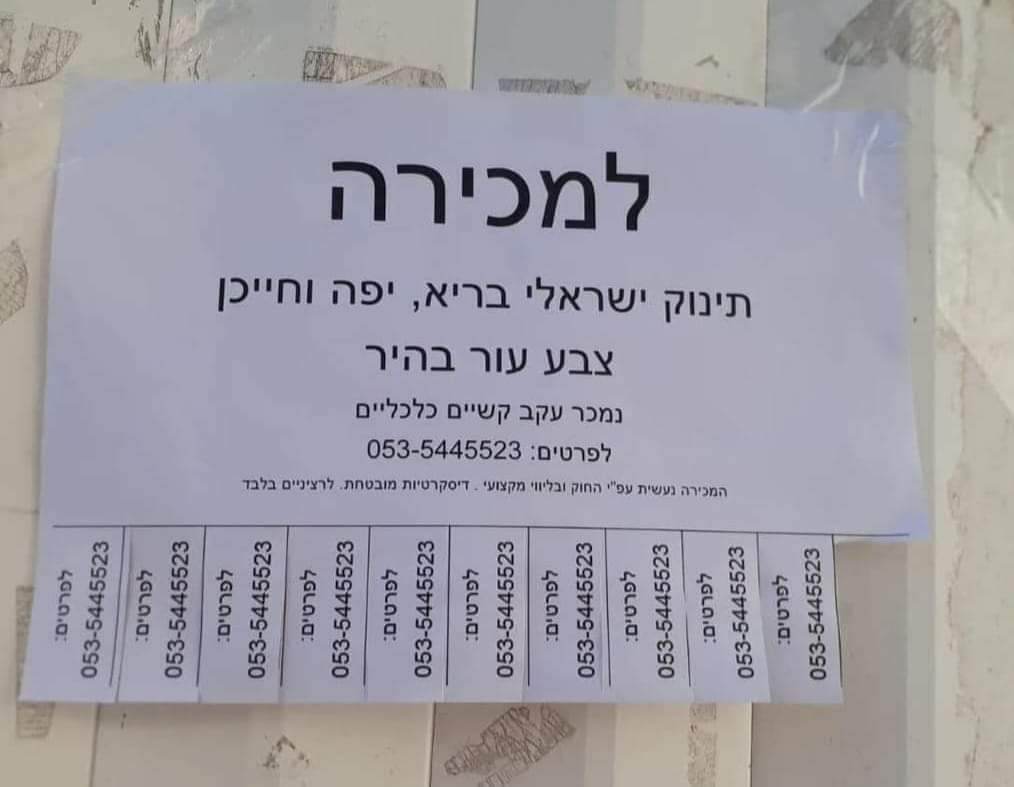 למכירה
תינוק ישראלי בריא, יפה וחייכן
צבע עור בהיר
נמכר עקב קשיים כלכליים
לפרטים: 053-5445523
המכירה נעשית עפ"י החוק ובליווי מקצועי . דיסקרטיות מובטחת. לרציניים בלבד
לפרטים:
053-5445523
לפרטים:
053-5445523
לפרטים:
053-5445523
לפרטים:
053-5445523
לפרטים:
053-5445523
לפרטים:
053-5445523
לפרטים:
053-5445523
לפרטים:
053-5445523
לפרטים:
053-5445523
לפרטים:
053-5445523